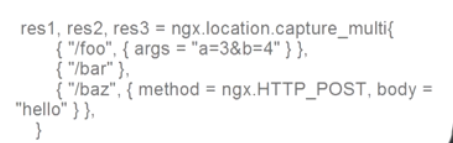 res1, res2, res3 = ngx.location.capture_multi{
{ "/foo", { args = "a=3&b=4" } },
{ "/bar" },
{ "/baz", { method = ngx.HTTP_POST, body =
"hello" } },
}